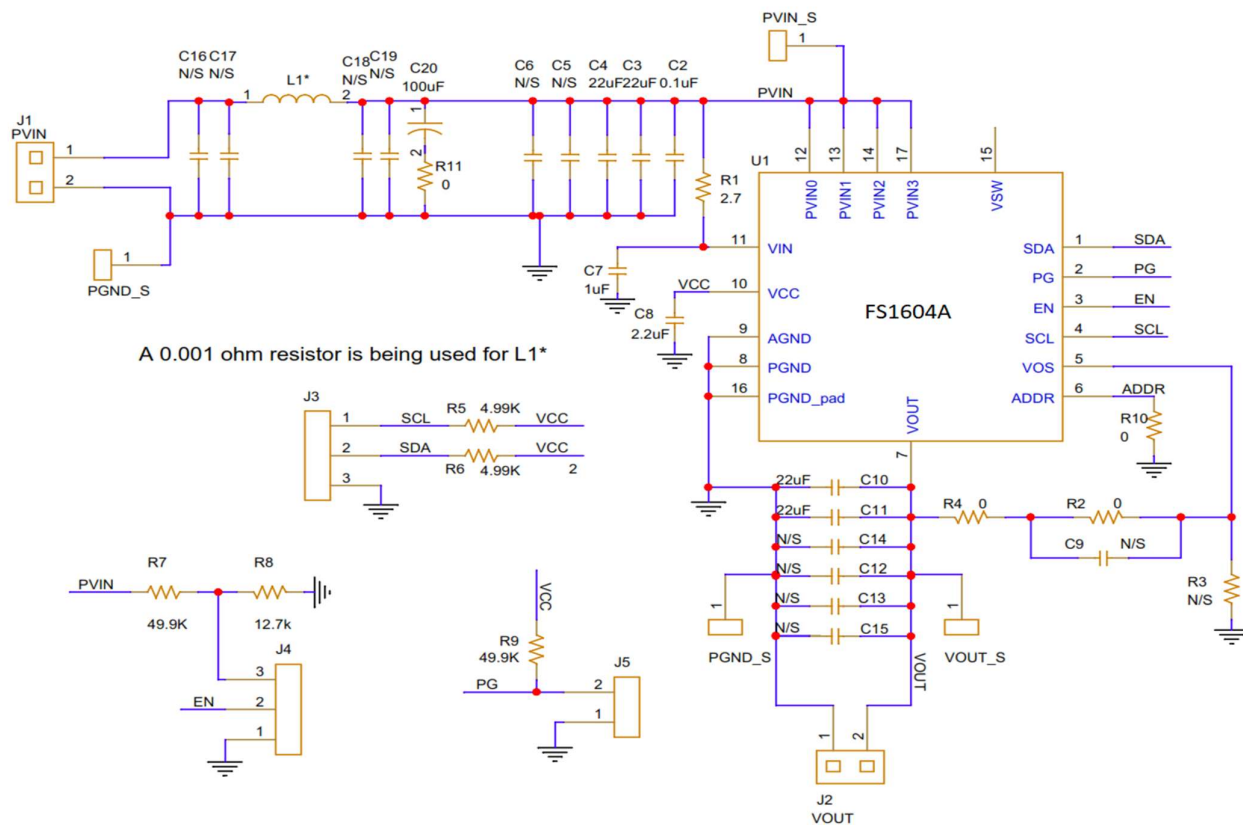 PVIN_S
1
C16
N/S
C17
N/S
L1*
1
2
C18
N/S
C19
N/S
C20
100uF
1
2
R11
0
C6
N/S
C5
N/S
C4
22uF
C3
22uF
C2
0.1uF
PVIN
J1
PVIN
1
2
1
PGND_S
R1
2.7
C7
1uF
VCC
C8
2.2uF
U1
12
13
14
17
15
PVIN0
PVIN1
PVIN2
PVIN3
VSW
11
VIN
10
VCC
9
AGND
8
PGND
16
PGND_pad
FS1604A
SDA
1
SDA
PG
2
PG
EN
3
EN
SCL
4
SCL
VOS
5
ADDR
6
ADDR
VOUT
7
R10
0
A 0.001 ohm resistor is being used for L1*
J3
1
2
3
SCL
R5
4.99K
VCC
SDA
R6
4.99K
VCC
2
22uF
C10
22uF
C11
N/S
C14
N/S
C12
N/S
C13
N/S
C15
R4
0
R2
0
C9
N/S
R3
N/S
1
PGND_S
1
VOUT_S
VOUT
1
2
J2
VOUT
PVIN
R7
49.9K
R8
12.7k
J4
3
EN
2
1
VCC
R9
49.9K
PG
J5
2
1